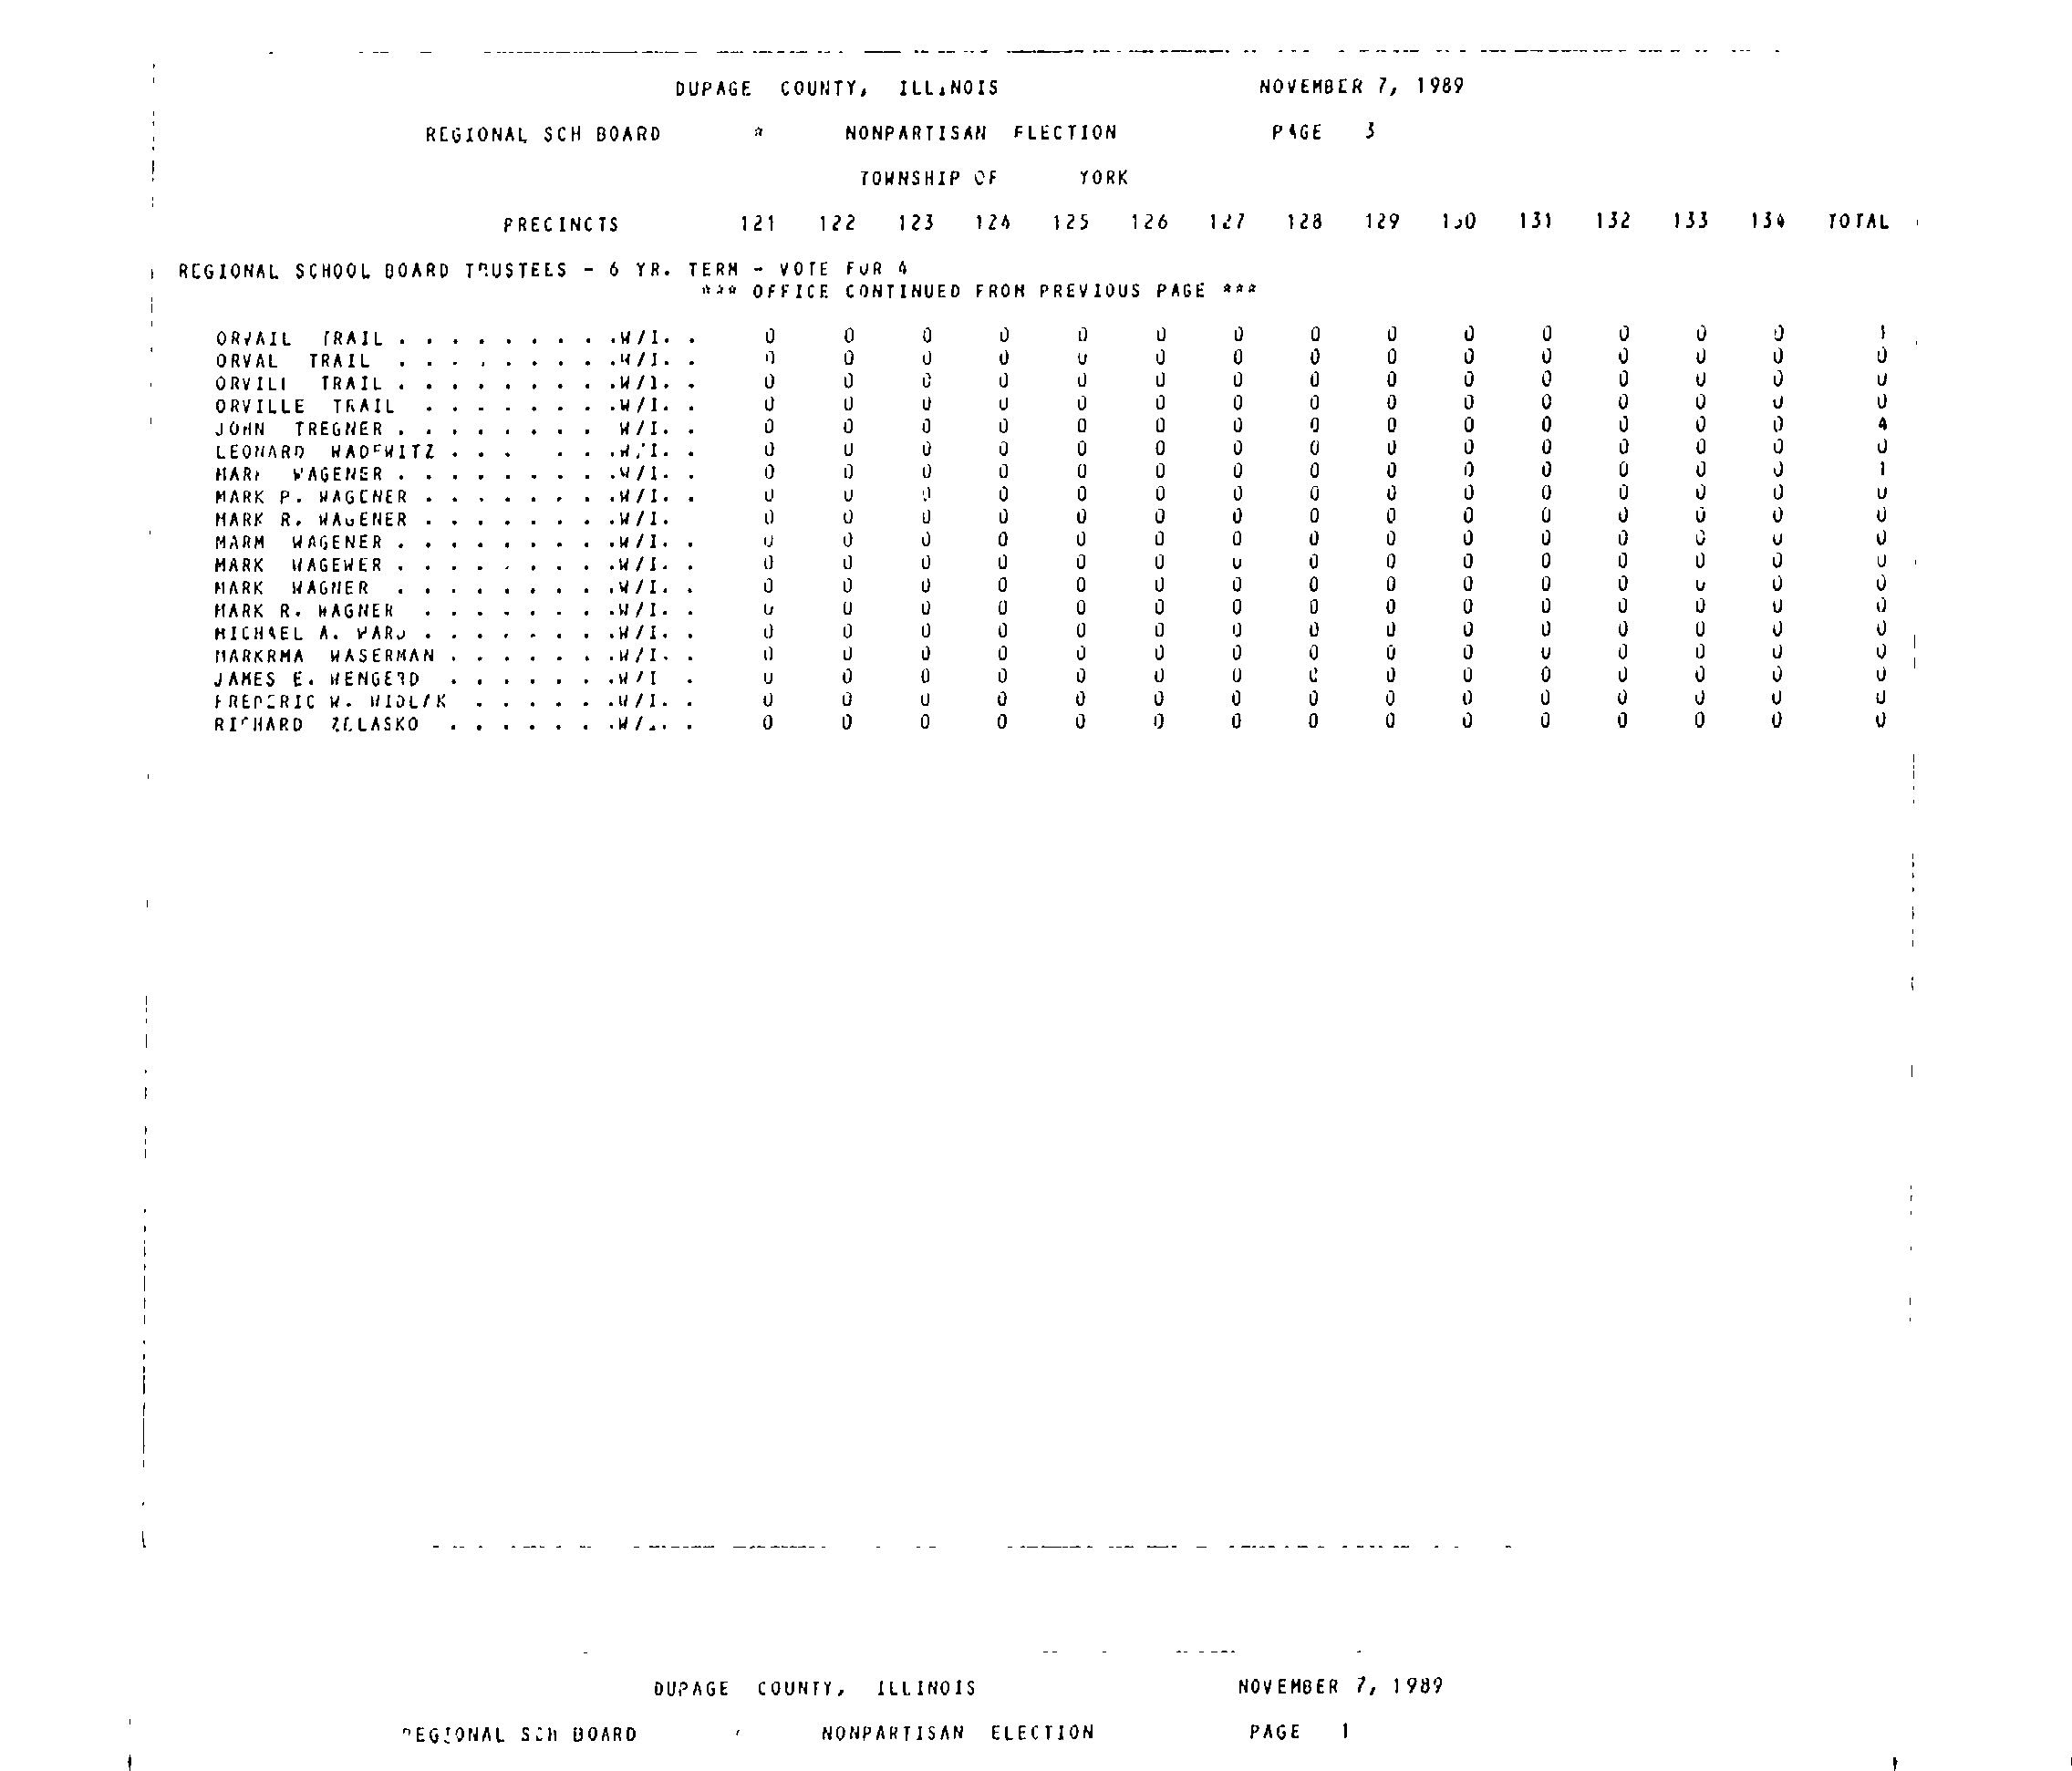 DUPAGE COUNTY, ILLINOIS NOVEMBER 7, 1989
REGIONAL SCH BOARD * NONPARTISAN ELECTION PAGE 3
TOWNSHIP OF YORK
PRECINCTS 121 122 123 124 125 126 127 128 129 130 131 132 133 134 TOTAL
REGIONAL SCHOOL BOARD TRUSTEES - 6 YR. TERM - VOTE FOR 4
*** OFFICE CONTINUED FROM PREVIOUS PAGE ***
ORVAIL TRAIL . . . . . . . . .W/I. . 0 0 0 0 0 0 0 0 0 0 0 0 0 0 1
ORVAL TRAIL . . . . . . . . .W/I. . 0 0 0 0 0 0 0 0 0 0 0 0 0 0 0
ORVILL TRAIL . . . . . . . . .W/I. . 0 0 0 0 0 0 0 0 0 0 0 0 0 0 0
ORVILLE TRAIL . . . . . . . .W/I. . 0 0 0 0 0 0 0 0 0 0 0 0 0 0 0
JOHN TREGNER . . . . . . . . W/I. . 0 0 0 0 0 0 0 0 0 0 0 0 0 0 4
LEONARD WADEWITZ . . . . . .W/I. . 0 0 0 0 0 0 0 0 0 0 0 0 0 0 0
MARK WAGENER . . . . . . . . .W/I. . 0 0 0 0 0 0 0 0 0 0 0 0 0 0 1
MARK P. WAGENER . . . . . . . .W/I. . 0 0 0 0 0 0 0 0 0 0 0 0 0 0 0
MARK R. WAGENER . . . . . . . .W/I. 0 0 0 0 0 0 0 0 0 0 0 0 0 0 0
MARM WAGENER . . . . . . . . .W/I. . 0 0 0 0 0 0 0 0 0 0 0 0 0 0 0
MARK WAGEWER . . . . . . . . .W/I. . 0 0 0 0 0 0 0 0 0 0 0 0 0 0 0
MARK WAGNER . . . . . . . . .W/I. . 0 0 0 0 0 0 0 0 0 0 0 0 0 0 0
MARK R. WAGNER . . . . . . . .W/I. . 0 0 0 0 0 0 0 0 0 0 0 0 0 0 0
MICHAEL A. WARD . . . . . . . .W/I. . 0 0 0 0 0 0 0 0 0 0 0 0 0 0 0
MARKRMA WASERMAN . . . . . . .W/I. . 0 0 0 0 0 0 0 0 0 0 0 0 0 0 0
JAMES E. WENGERD . . . . . . .W/I . 0 0 0 0 0 0 0 0 0 0 0 0 0 0 0
FREDERIC W. . . . . . .W/I. . 0 0 0 0 0 0 0 0 0 0 0 0 0 0 0
RICHARD ZELASKO . . . . . . .W/I. . 0 0 0 0 0 0 0 0 0 0 0 0 0 0 0
DUPAGE COUNTY, ILLINOIS NOVEMBER 7, 1989
REGIONAL SCH BOARD NONPARTISAN ELECTION PAGE 1